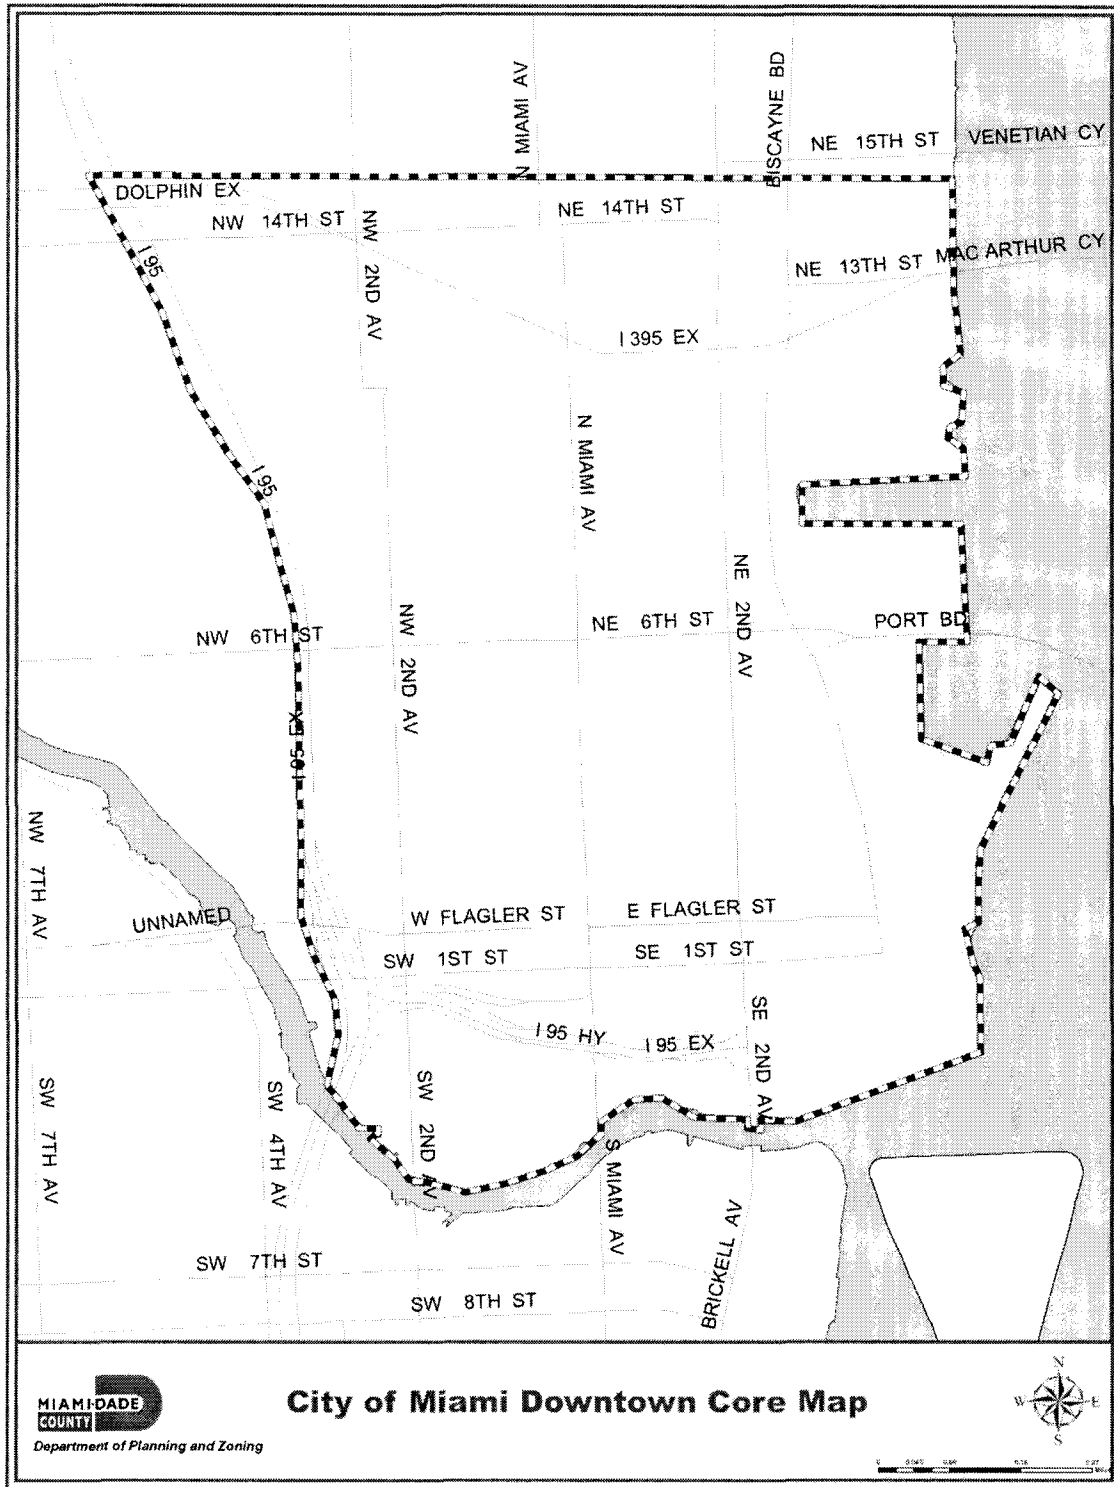 N MIAMI AV
BISCAYNE BD
NE 15TH ST
VENETIAN CY
DOLPHIN EX
NW 14TH ST
NE 14TH ST
NW 2ND AV
I 95
NE 13TH ST
MAC ARTHUR CY
I 395 EX
I 95
N MIAMI AV
NE 2ND AV
NW 2ND AV
NW 6TH ST
NE 6TH ST
PORT BD
I 95 EX
NW 7TH AV
UNNAMED
W FLAGLER ST
E FLAGLER ST
SW 1ST ST
SE 1ST ST
I 95 HY
I 95 EX
SE 2ND AV
SW 7TH AV
SW 4TH AV
SW 2ND AV
S MIAMI AV
BRICKELL AV
SW 7TH ST
SW 8TH ST
MIAMI-DADE
COUNTY
Department of Planning and Zoning
City of Miami Downtown Core Map
N
W E
S